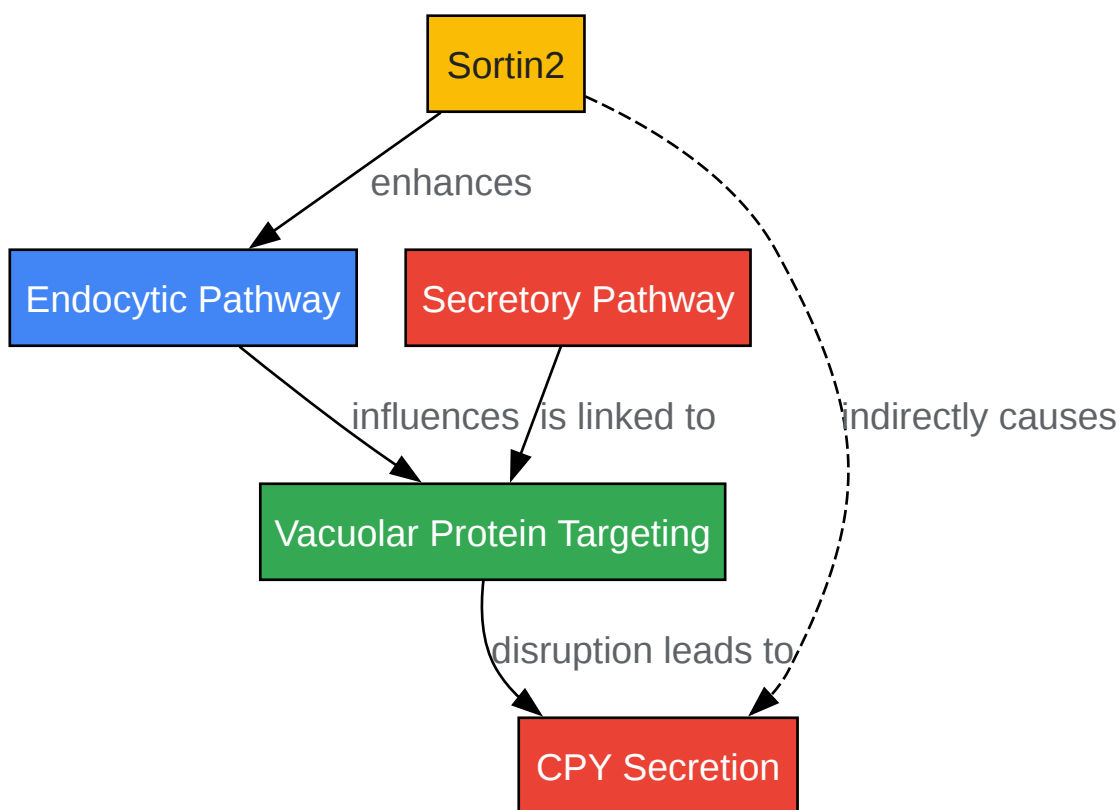 Sortin2
enhances
Endocytic Pathway
Secretory Pathway
influences
is linked to
indirectly causes
Vacuolar Protein Targeting
disruption leads to
CPY Secretion